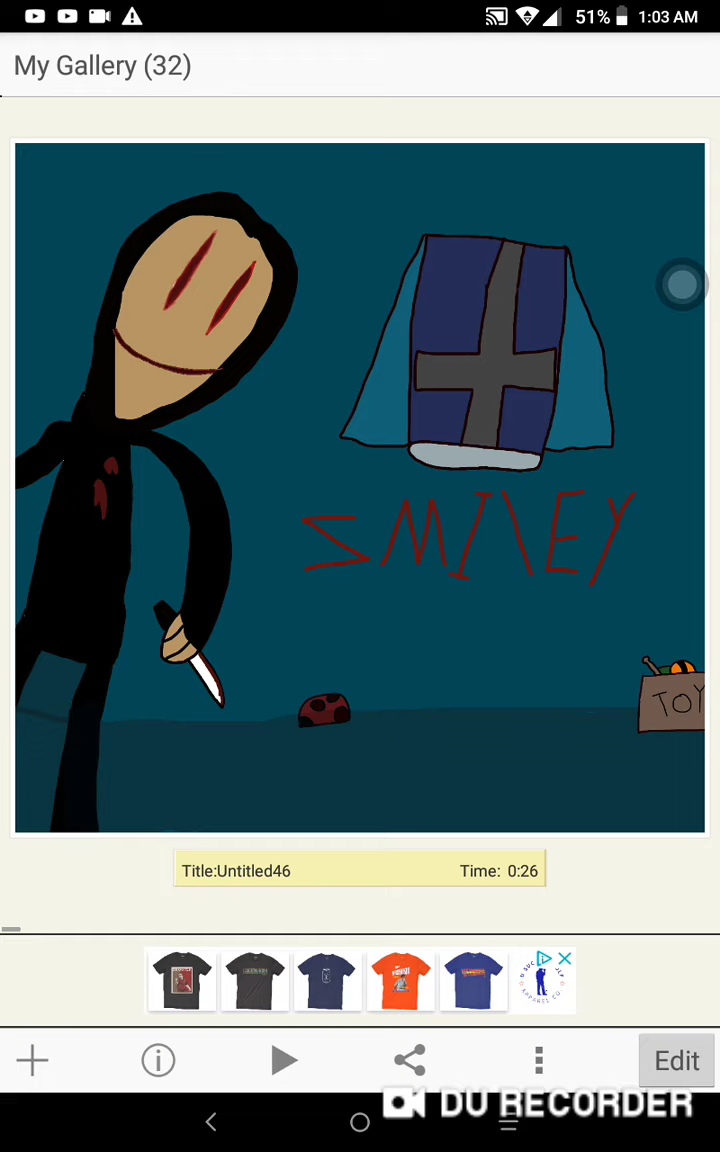 51% 1:03 AM
My Gallery (32)
SMILEY
TOY
Title:Untitled46 Time: 0:26
Edit
DU RECORDER